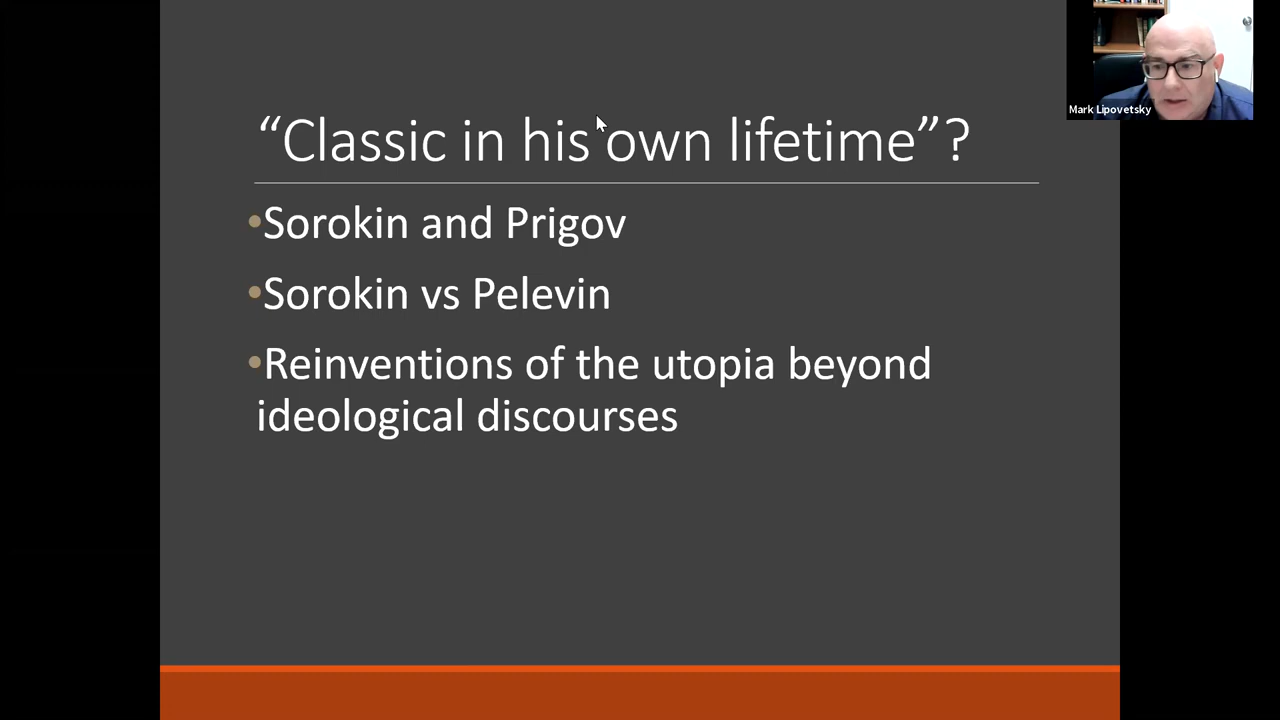 “Classic in his own lifetime”?
•Sorokin and Prigov
•Sorokin vs Pelevin
•Reinventions of the utopia beyond
ideological discourses
Mark Lipovetsky